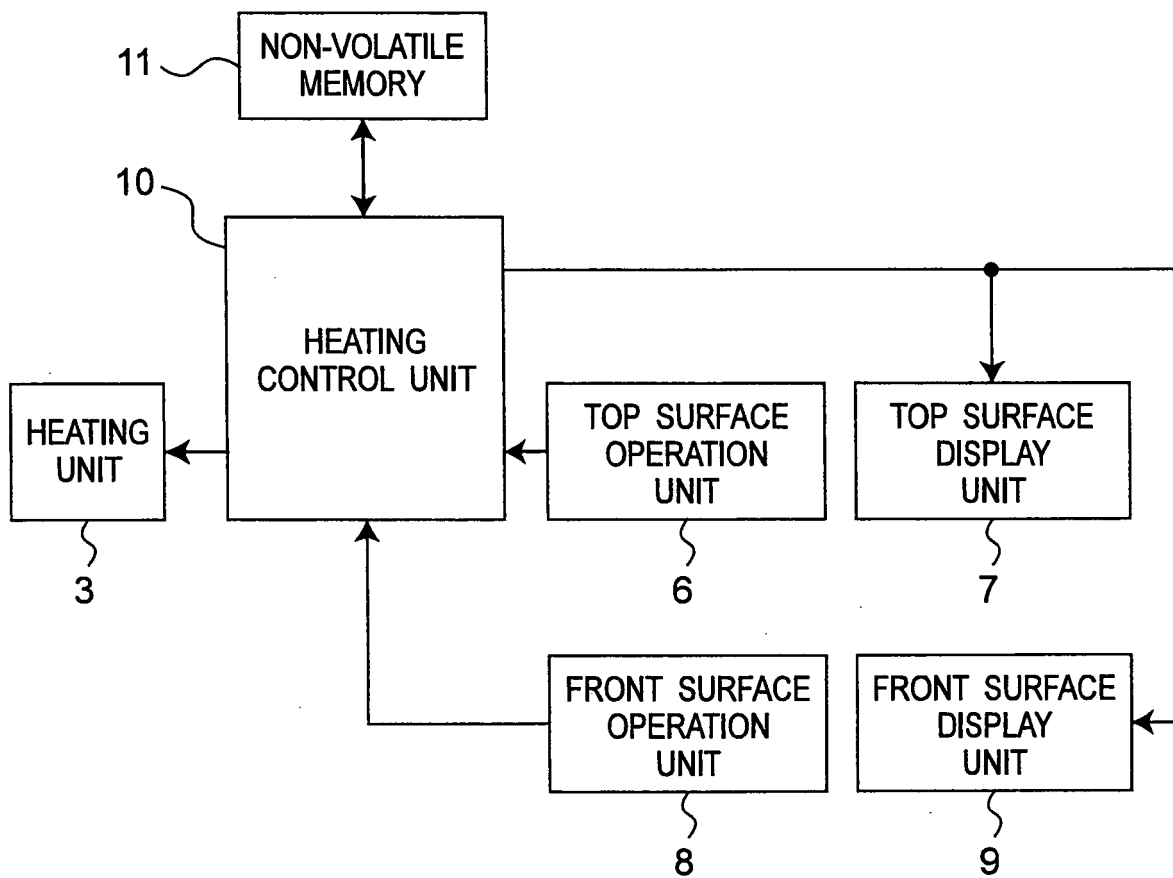 11
NON-VOLATILE
MEMORY
10
HEATING
CONTROL UNIT
HEATING
UNIT
3
TOP SURFACE
OPERATION
UNIT
6
TOP SURFACE
DISPLAY
UNIT
7
FRONT SURFACE
OPERATION
UNIT
8
FRONT SURFACE
DISPLAY
UNIT
9